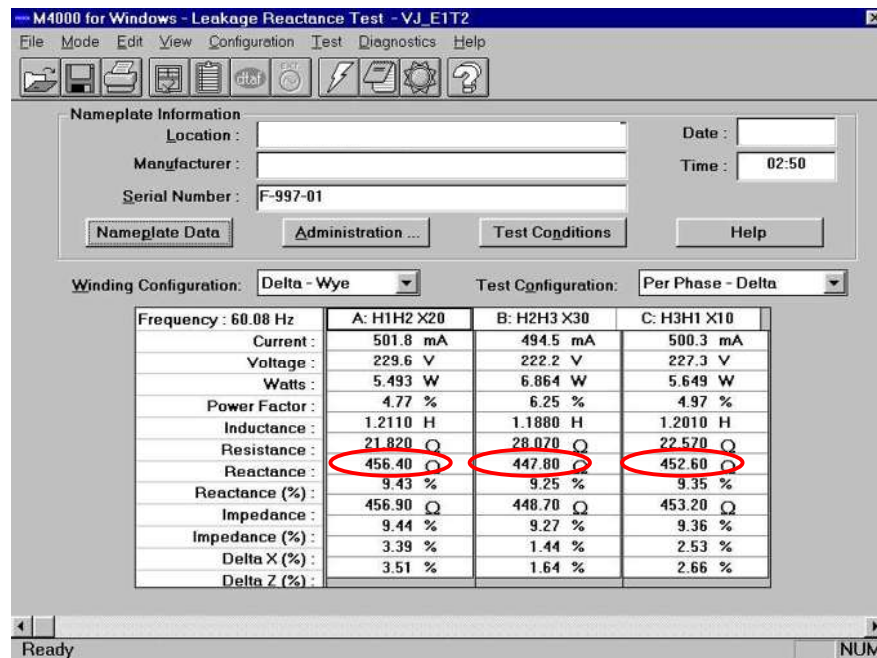 M4000 for Windows - Leakage Reactance Test - VJ_E1T2
File Mode Edit View Configuration Test Diagnostics Help
dtaf EXT
Nameplate Information
Location :
Date :
Manufacturer :
Time : 02:50
Serial Number : F-997-01
Nameplate Data Administration ... Test Conditions Help
Winding Configuration: Delta - Wye Test Configuration: Per Phase - Delta
Frequency : 60.08 Hz A: H1H2 X20 B: H2H3 X30 C: H3H1 X10
Current : 501.8 mA 494.5 mA 500.3 mA
Voltage : 229.6 V 222.2 V 227.3 V
Watts : 5.493 W 6.864 W 5.649 W
Power Factor : 4.77 % 6.25 % 4.97 %
Inductance : 1.2110 H 1.1880 H 1.2010 H
Resistance : 21.820 Ω 28.070 Ω 22.570 Ω
Reactance : 456.40 Ω 447.80 Ω 452.60 Ω
Reactance (%) : 9.43 % 9.25 % 9.35 %
Impedance : 456.90 Ω 448.70 Ω 453.20 Ω
Impedance (%) : 9.44 % 9.27 % 9.36 %
Delta X (%) : 3.39 % 1.44 % 2.53 %
Delta Z (%) : 3.51 % 1.64 % 2.66 %
Ready NUM